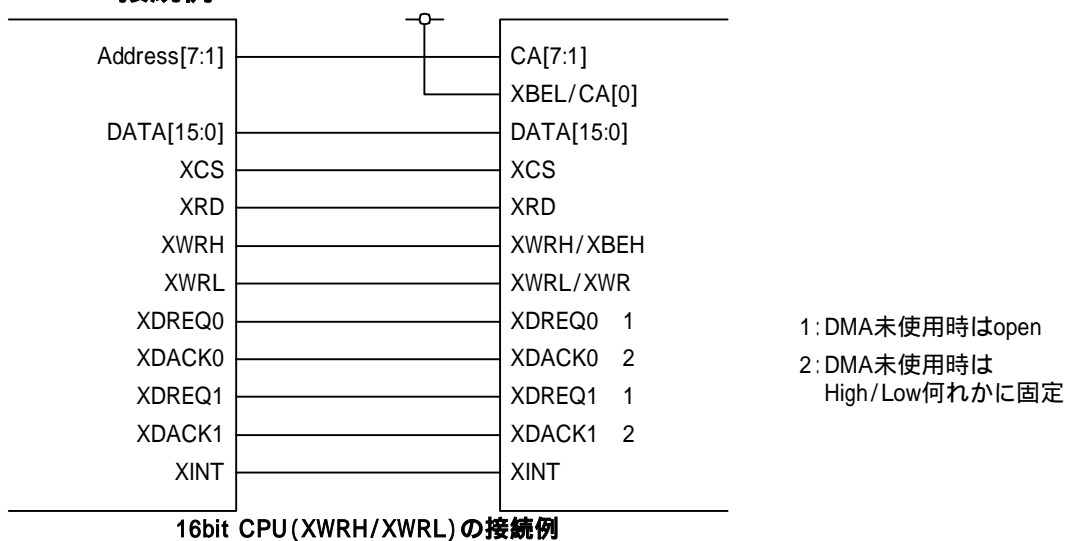 Address[7:1] CA[7:1]
XBEL/CA[0]
DATA[15:0] DATA[15:0]
XCS XCS
XRD XRD
XWRH XWRH/XBEH
XWRL XWRL/XWR
XDREQ0 XDREQ0 1
XDACK0 XDACK0 2
XDREQ1 XDREQ1 1
XDACK1 XDACK1 2
XINT XINT
1:DMA未使用時はopen
2:DMA未使用時は
High/Low何れかに固定
16bit CPU(XWRH/XWRL)の接続例